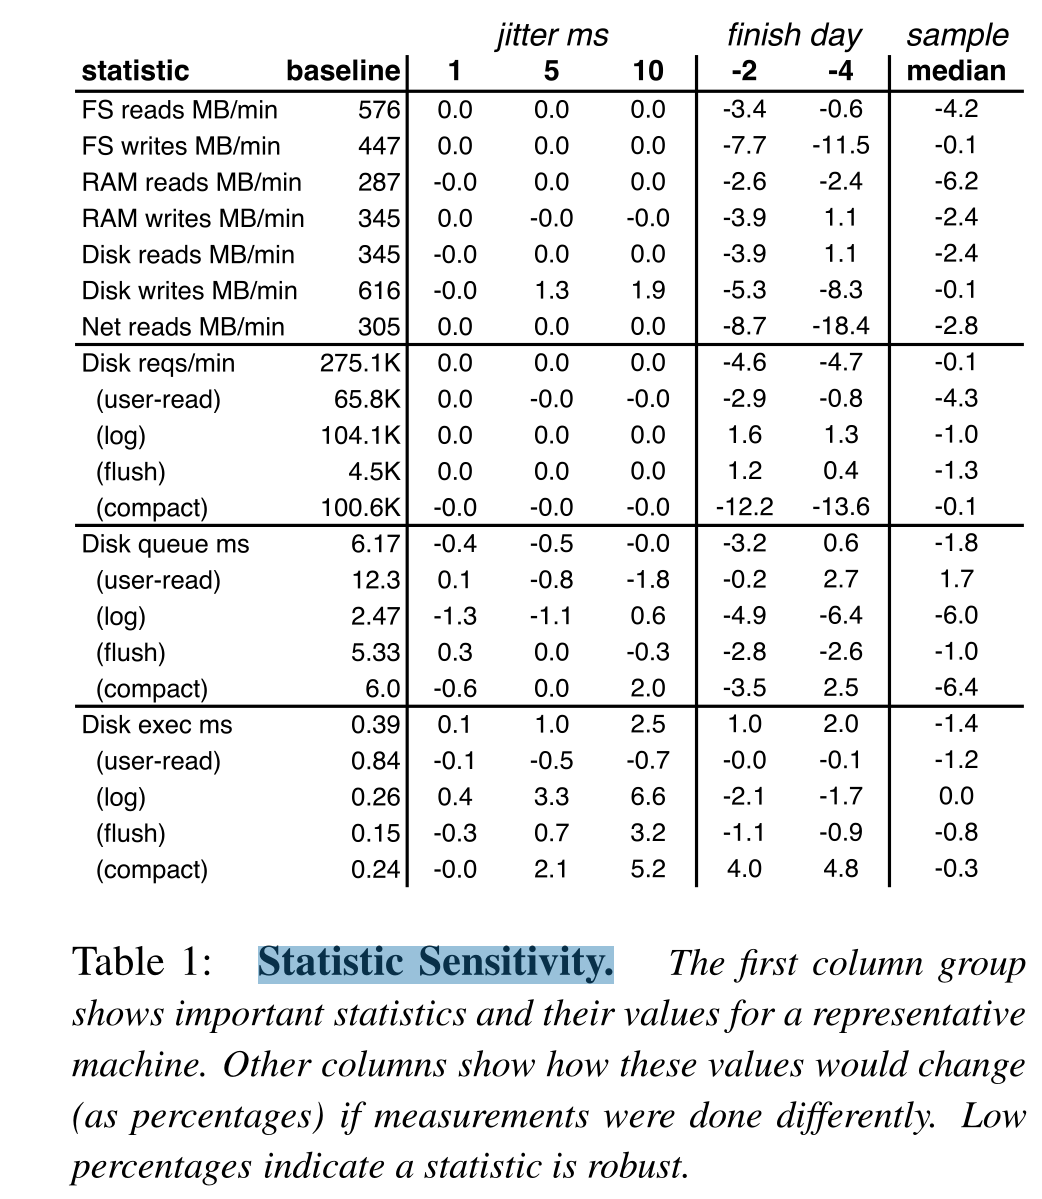 jitter ms finish day sample
statistic baseline 1 5 10 -2 -4 median
FS reads MB/min 576 0.0 0.0 0.0 -3.4 -0.6 -4.2
FS writes MB/min 447 0.0 0.0 0.0 -7.7 -11.5 -0.1
RAM reads MB/min 287 -0.0 0.0 0.0 -2.6 -2.4 -6.2
RAM writes MB/min 345 0.0 -0.0 -0.0 -3.9 1.1 -2.4
Disk reads MB/min 345 -0.0 0.0 0.0 -3.9 1.1 -2.4
Disk writes MB/min 616 -0.0 1.3 1.9 -5.3 -8.3 -0.1
Net reads MB/min 305 0.0 0.0 0.0 -8.7 -18.4 -2.8
Disk reqs/min 275.1K 0.0 0.0 0.0 -4.6 -4.7 -0.1
(user-read) 65.8K 0.0 -0.0 -0.0 -2.9 -0.8 -4.3
(log) 104.1K 0.0 0.0 0.0 1.6 1.3 -1.0
(flush) 4.5K 0.0 0.0 0.0 1.2 0.4 -1.3
(compact) 100.6K -0.0 -0.0 -0.0 -12.2 -13.6 -0.1
Disk queue ms 6.17 -0.4 -0.5 -0.0 -3.2 0.6 -1.8
(user-read) 12.3 0.1 -0.8 -1.8 -0.2 2.7 1.7
(log) 2.47 -1.3 -1.1 0.6 -4.9 -6.4 -6.0
(flush) 5.33 0.3 0.0 -0.3 -2.8 -2.6 -1.0
(compact) 6.0 -0.6 0.0 2.0 -3.5 2.5 -6.4
Disk exec ms 0.39 0.1 1.0 2.5 1.0 2.0 -1.4
(user-read) 0.84 -0.1 -0.5 -0.7 -0.0 -0.1 -1.2
(log) 0.26 0.4 3.3 6.6 -2.1 -1.7 0.0
(flush) 0.15 -0.3 0.7 3.2 -1.1 -0.9 -0.8
(compact) 0.24 -0.0 2.1 5.2 4.0 4.8 -0.3
Table 1: Statistic Sensitivity. The first column group
shows important statistics and their values for a representative
machine. Other columns show how these values would change
(as percentages) if measurements were done differently. Low
percentages indicate a statistic is robust.